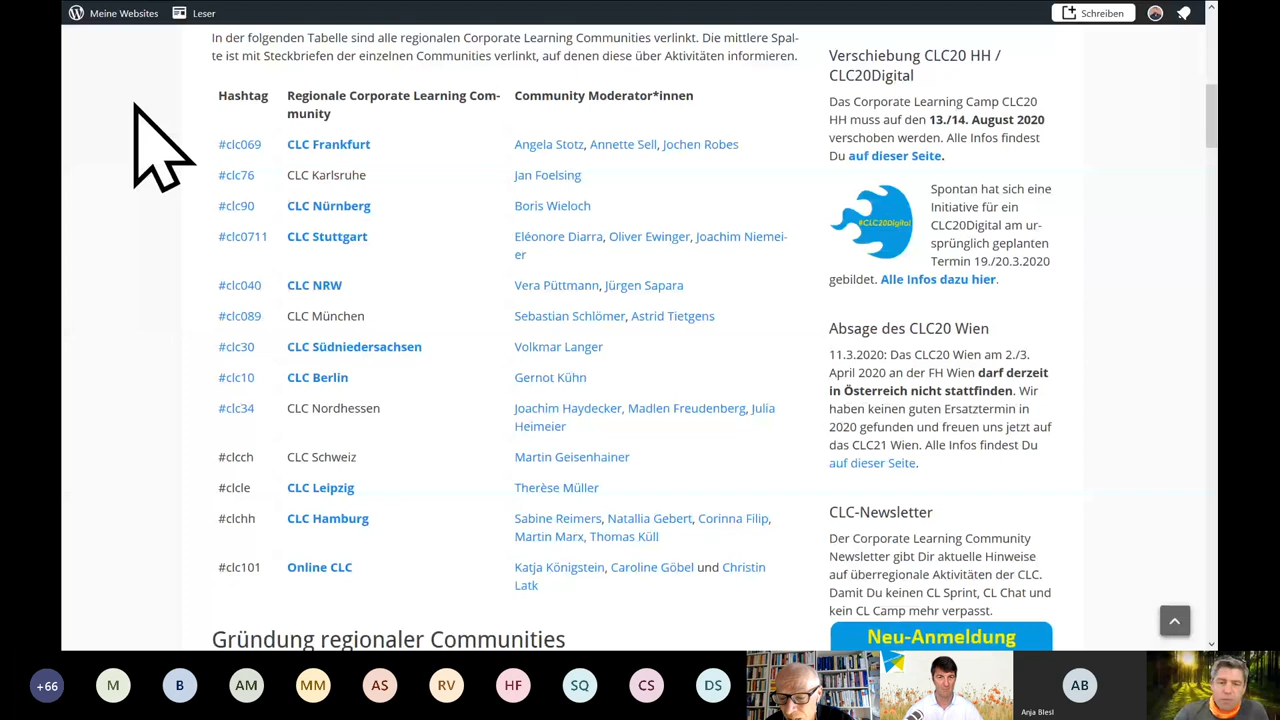 Meine Websites
Leser
Schreiben
In der folgenden Tabelle sind alle regionalen Corporate Learning Communities verlinkt. Die mittlere Spal-
te ist mit Steckbriefen der einzelnen Communities verlinkt, auf denen diese über Aktivitäten informieren.
Hashtag
Regionale Corporate Learning Com-
munity
Community Moderator*innen
#clc069
CLC Frankfurt
Angela Stotz, Annette Sell, Jochen Robes
#clc76
CLC Karlsruhe
Jan Foelsing
#clc90
CLC Nürnberg
Boris Wieloch
#clc0711
CLC Stuttgart
Eléonore Diarra, Oliver Ewinger, Joachim Niemei-
er
#clc040
CLC NRW
Vera Püttmann, Jürgen Sapara
#clc089
CLC München
Sebastian Schlömer, Astrid Tietgens
#clc30
CLC Südniedersachsen
Volkmar Langer
#clc10
CLC Berlin
Gernot Kühn
#clc34
CLC Nordhessen
Joachim Haydecker, Madlen Freudenberg, Julia
Heimeier
#clcch
CLC Schweiz
Martin Geisenhainer
#clcle
CLC Leipzig
Therèse Müller
#clchh
CLC Hamburg
Sabine Reimers, Natallia Gebert, Corinna Filip,
Martin Marx, Thomas Küll
#clc101
Online CLC
Katja Königstein, Caroline Göbel und Christin
Latk
Gründung regionaler Communities
Verschiebung CLC20 HH /
CLC20Digital
Das Corporate Learning Camp CLC20
HH muss auf den 13./14. August 2020
verschoben werden. Alle Infos findest
Du auf dieser Seite.
#CLC20Digital
Spontan hat sich eine
Initiative für ein
CLC20Digital am ur-
sprünglich geplanten
Termin 19./20.3.2020
gebildet. Alle Infos dazu hier.
Absage des CLC20 Wien
11.3.2020: Das CLC20 Wien am 2./3.
April 2020 an der FH Wien darf derzeit
in Österreich nicht stattfinden. Wir
haben keinen guten Ersatztermin in
2020 gefunden und freuen uns jetzt auf
das CLC21 Wien. Alle Infos findest Du
auf dieser Seite.
CLC-Newsletter
Der Corporate Learning Community
Newsletter gibt Dir aktuelle Hinweise
auf überregionale Aktivitäten der CLC.
Damit Du keinen CL Sprint, CL Chat und
kein CL Camp mehr verpasst.
Neu-Anmeldung
+66
M
B
AM
MM
AS
RV
HF
SQ
CS
DS
AB
Anja Blesl